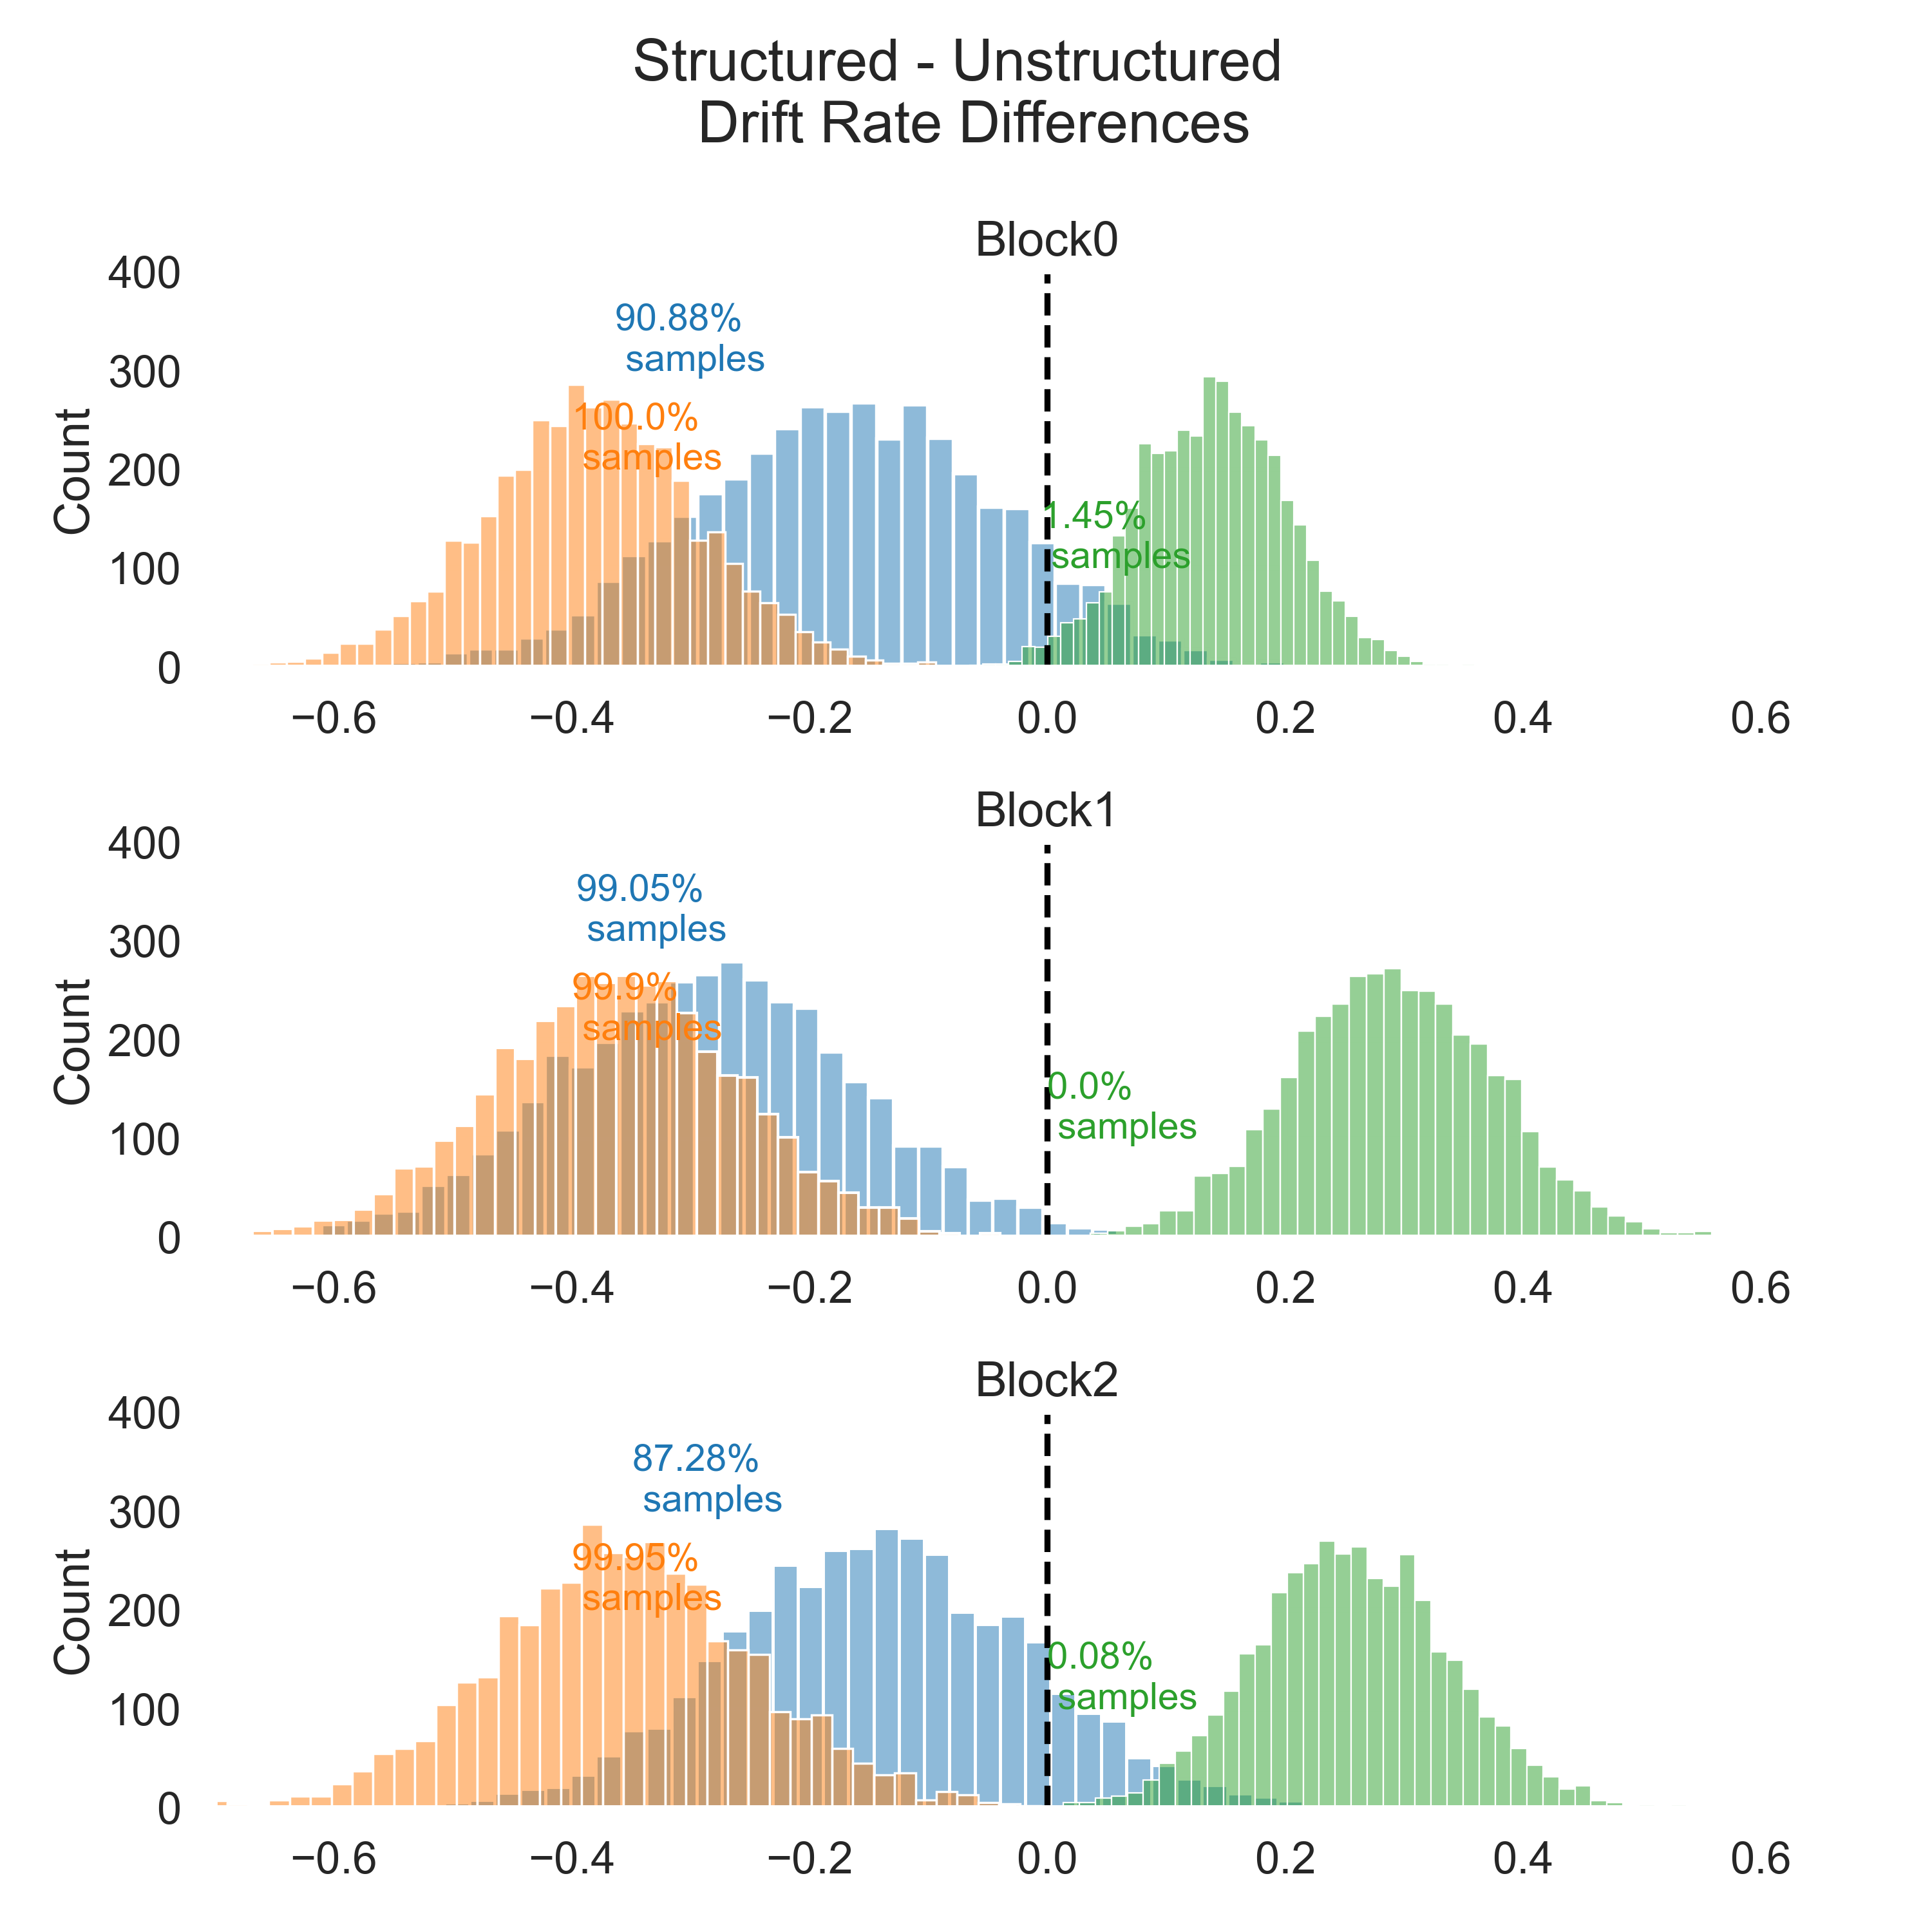 Structured - Unstructured
Drift Rate Differences
Block0
400
300
200
100
0
Count
90.88%
samples
100.0%
samples
1.45%
samples
−0.6 −0.4 −0.2 0.0 0.2 0.4 0.6
Block1
400
300
200
100
0
Count
99.05%
samples
99.9%
samples
0.0%
samples
−0.6 −0.4 −0.2 0.0 0.2 0.4 0.6
Block2
400
300
200
100
0
Count
87.28%
samples
99.95%
samples
0.08%
samples
−0.6 −0.4 −0.2 0.0 0.2 0.4 0.6